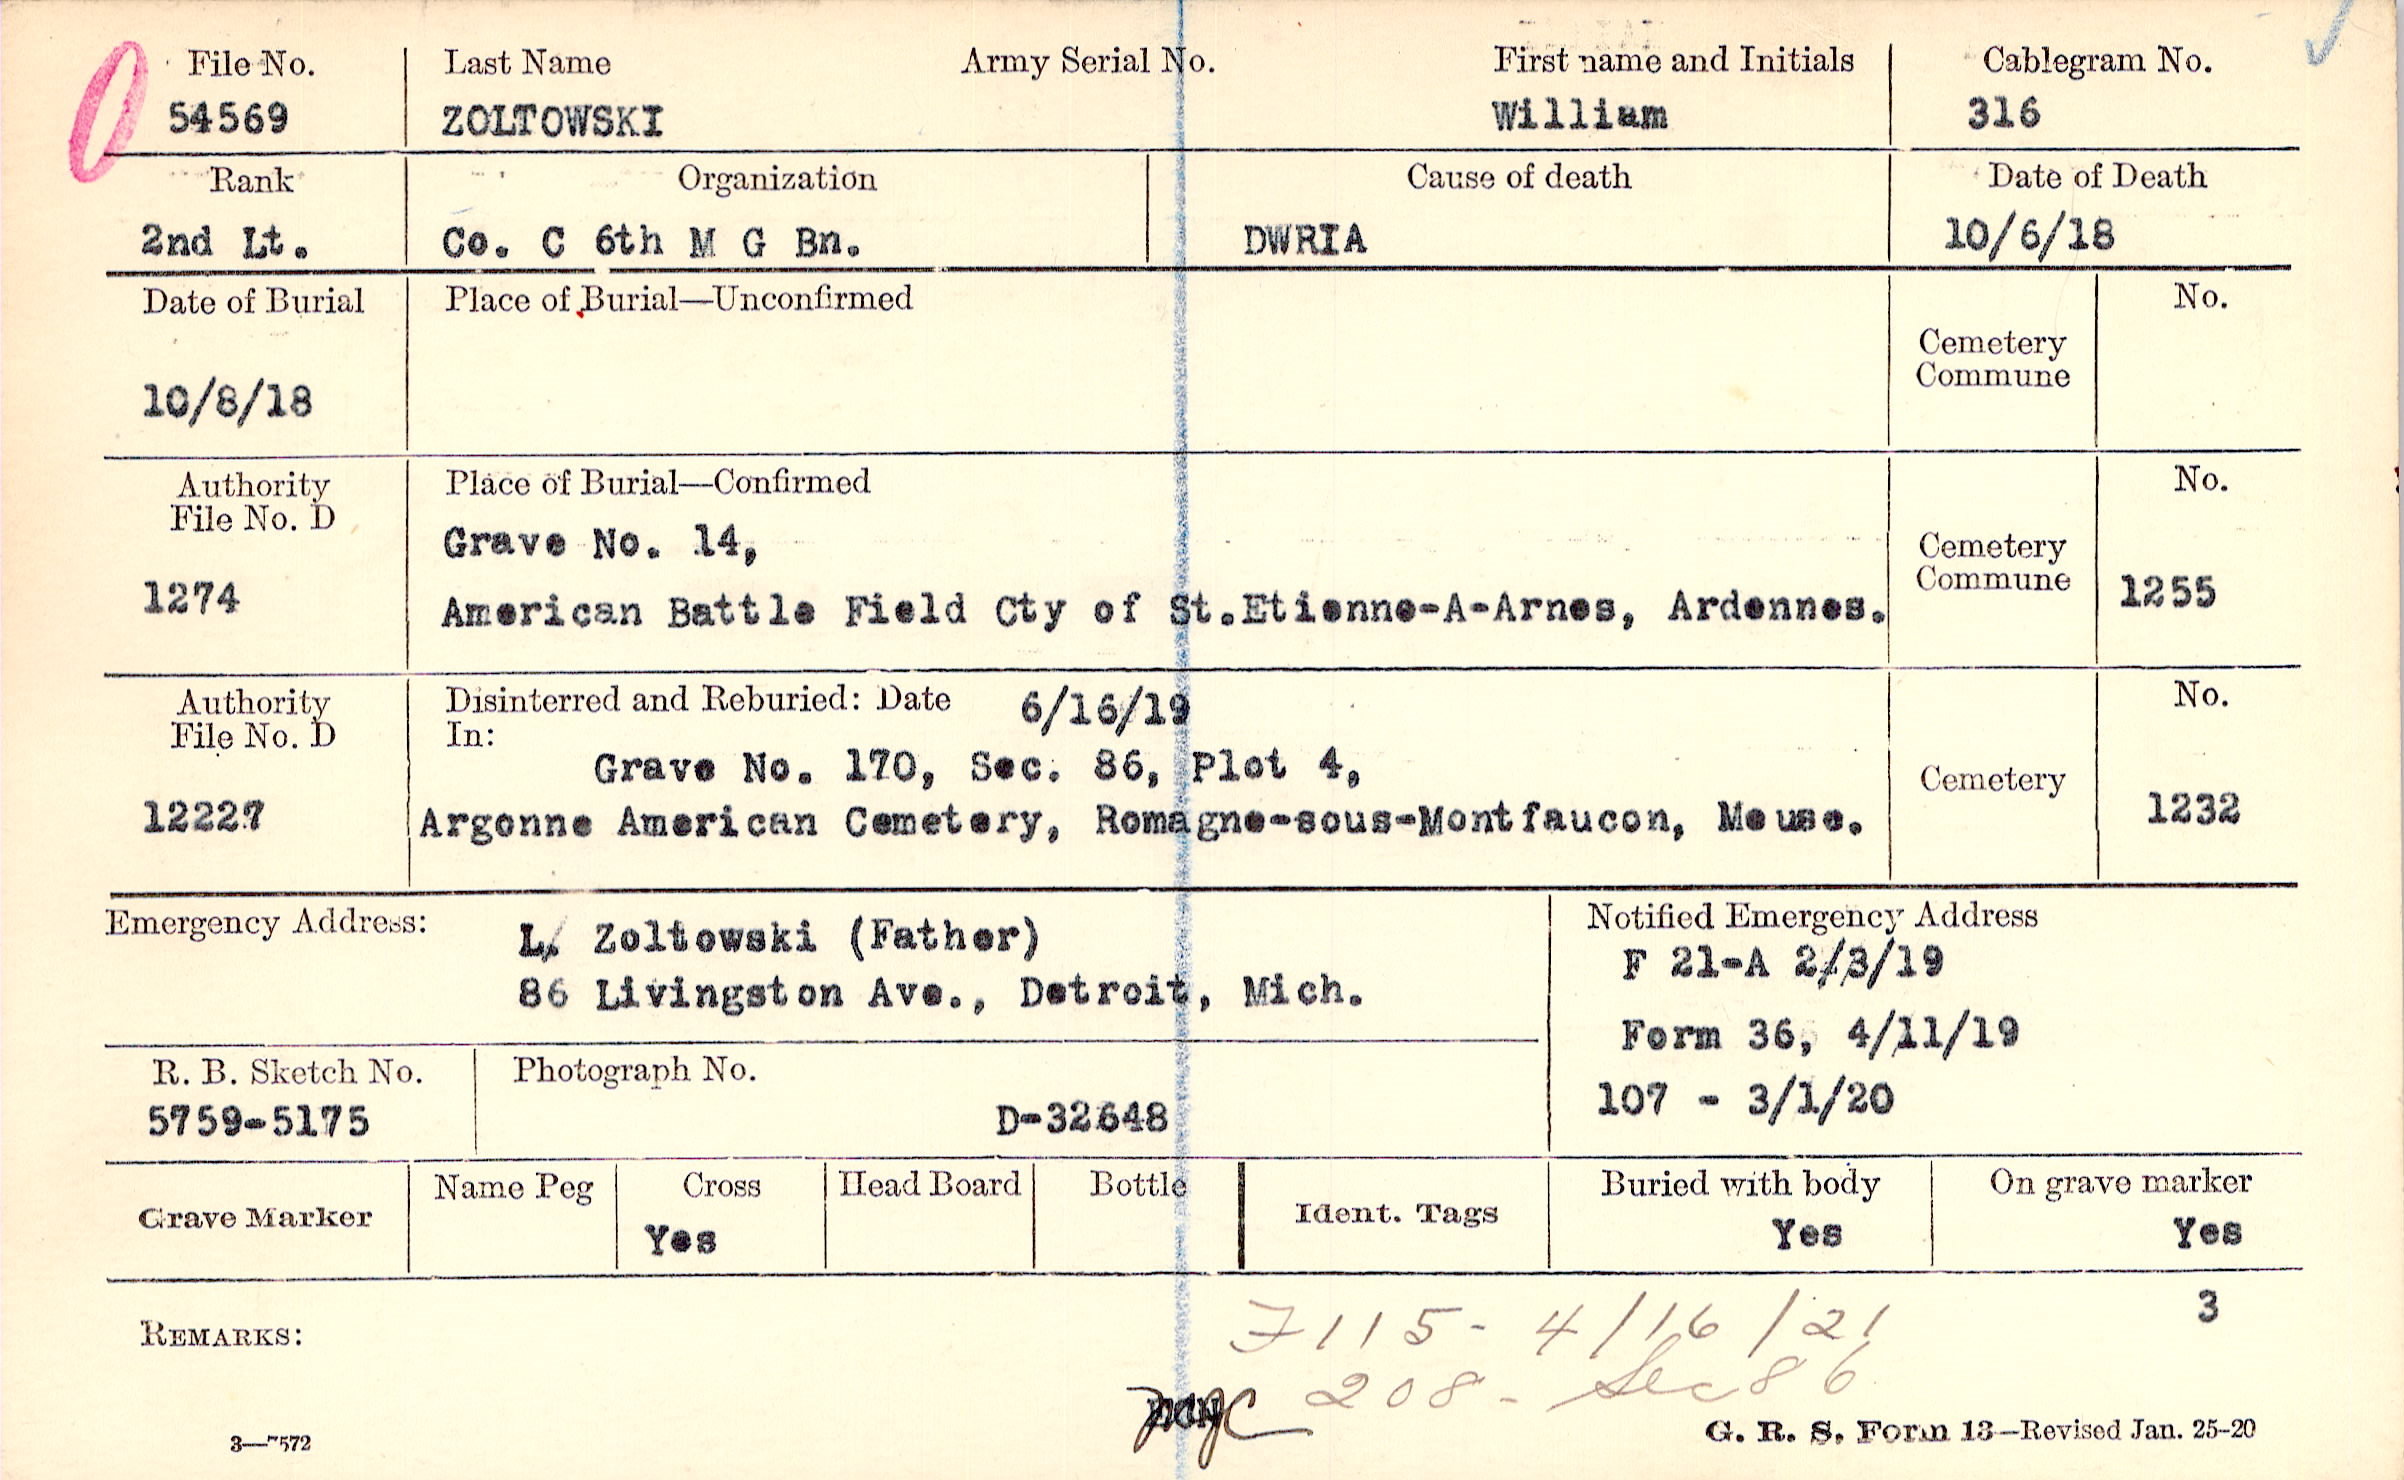 File No. Last Name Army Serial No. First name and Initials Cablegram No.
54569 ZOLTOWSKI William 316
Rank Organization Cause of death Date of Death
2nd Lt. Co. C 6th M G Bn. DWRIA 10/6/18
Date of Burial Place of Burial—Unconfirmed No.
Cemetery
Commune
10/8/18
Authority Place of Burial—Confirmed No.
File No. D
Grave No. 14,
Cemetery
Commune
1274 American Battle Field Cty of St.Etienne-A-Arnes, Ardennes. 1255
Authority Disinterred and Reburied: Date 6/16/19 No.
File No. D In:
Grave No. 170, Sec. 86, Plot 4,
Cemetery
12227 Argonne American Cemetery, Romagne-sous-Montfaucon, Meuse. 1232
Emergency Address: Notified Emergency Address
L. Zoltowski (Father)
86 Livingston Ave., Detroit, Mich.
F 21-A 2/3/19
Form 36, 4/11/19
107 - 3/1/20
R. B. Sketch No. Photograph No.
5759-5175 D-32648
Grave Marker Name Peg Cross Head Board Bottle Ident. Tags Buried with body On grave marker
Yes Yes Yes
3
REMARKS:
F115- 4/16/21
208 - Sec 86
3—7572 G. R. S. Form 13—Revised Jan. 25-20